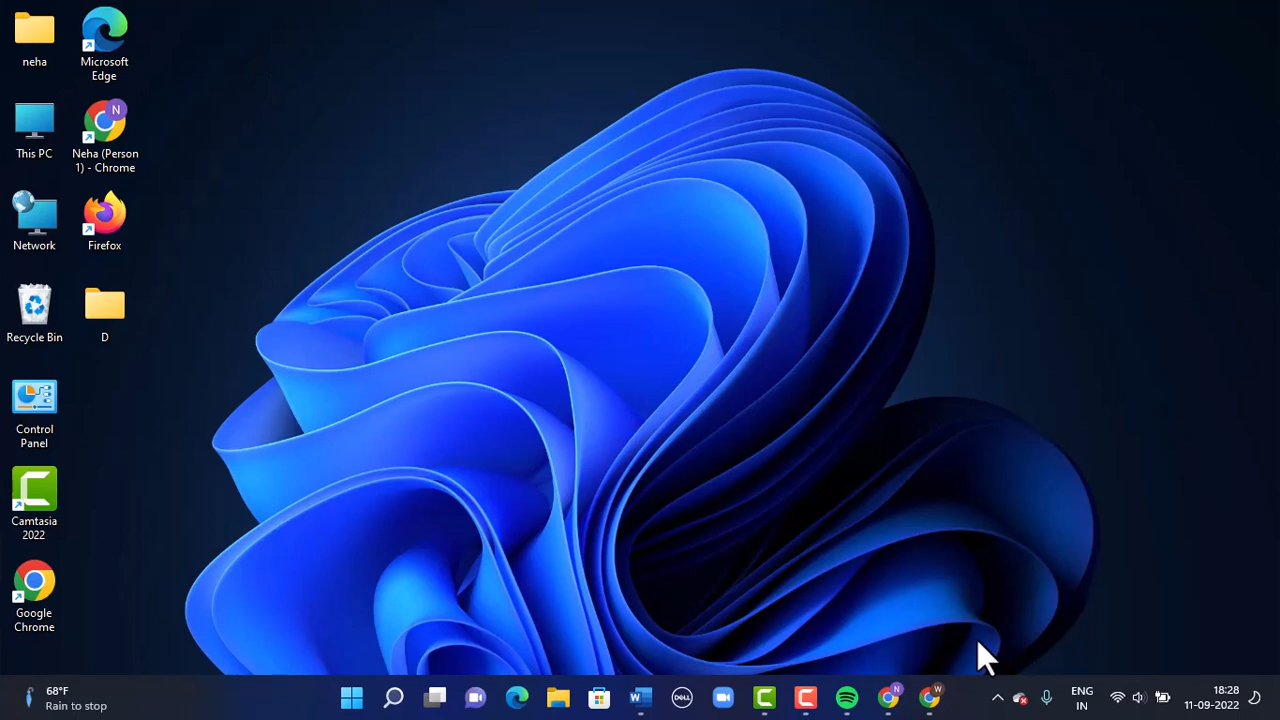 neha
Microsoft
Edge
This PC
N
Neha (Person
1) - Chrome
Network
Firefox
Recycle Bin
D
Control
Panel
Camtasia
2022
Google
Chrome
68°F
Rain to stop
W
DELL
N
W
ENG
IN
18:28
11-09-2022